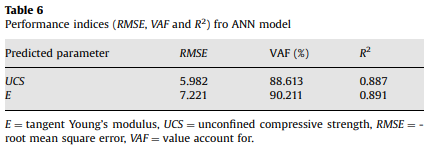 Table 6
Performance indices (RMSE, VAF and R²) fro ANN model
Predicted parameter RMSE VAF (%) R²
UCS 5.982 88.613 0.887
E 7.221 90.211 0.891
E = tangent Young's modulus, UCS = unconfined compressive strength, RMSE = -
root mean square error, VAF = value account for.